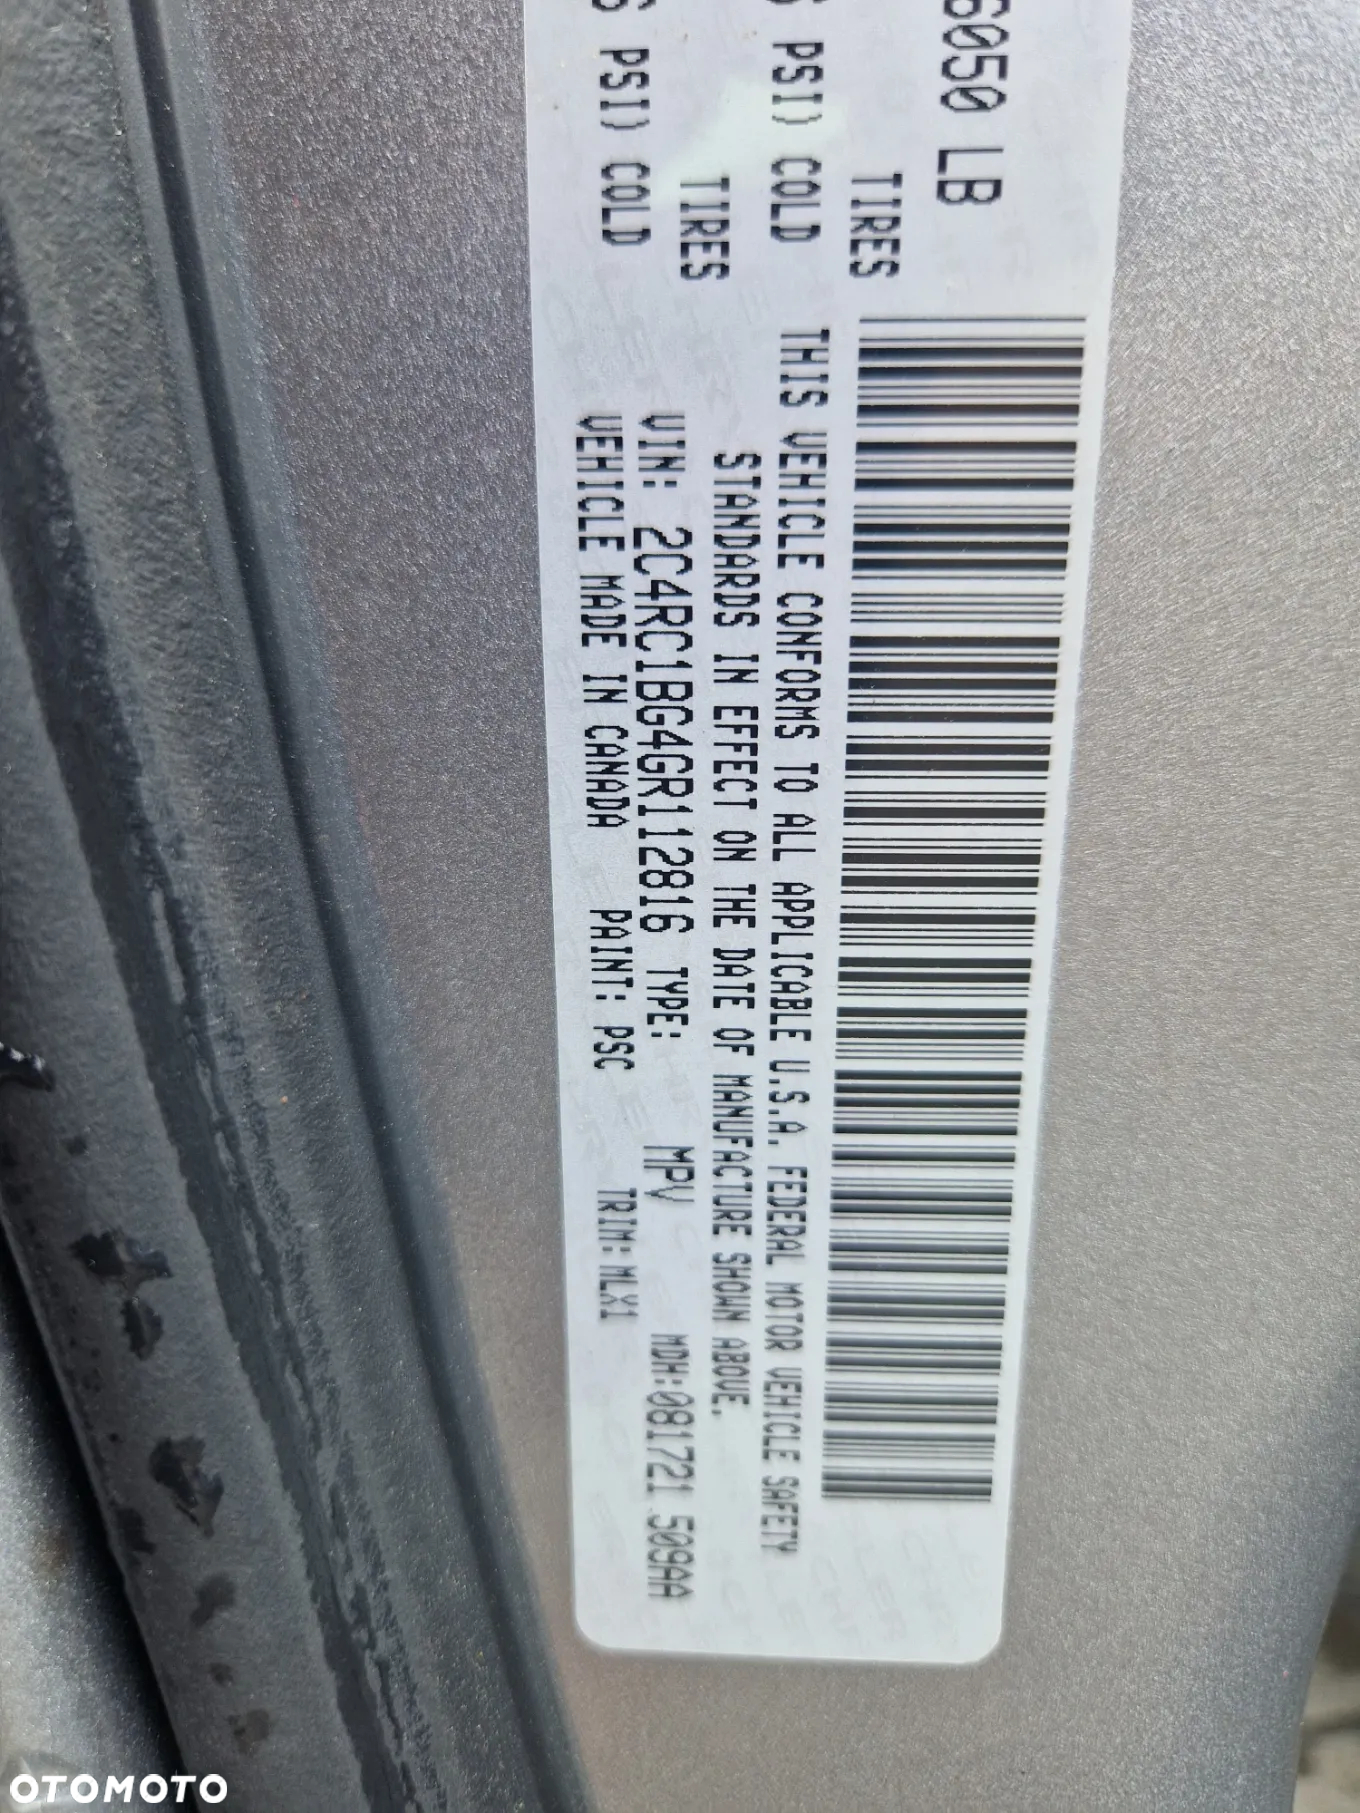 6050 LB
TIRES
PSI) COLD
TIRES
PSI) COLD
THIS VEHICLE CONFORMS TO ALL APPLICABLE U.S.A. FEDERAL MOTOR VEHICLE SAFETY
STANDARDS IN EFFECT ON THE DATE OF MANUFACTURE SHOWN ABOVE.
VIN: 2C4RC1BG4GR112816 TYPE: MPV MDH:081721 509AA
VEHICLE MADE IN CANADA PAINT: PSC TRIM: MLX1
OTOMOTO